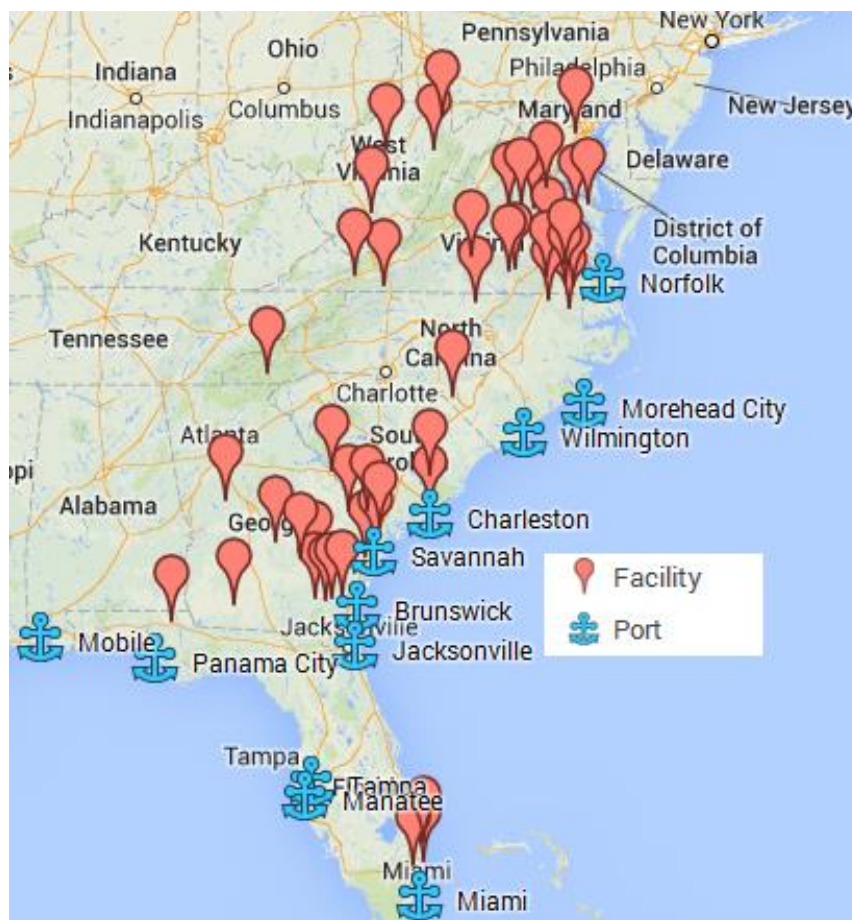 New York
Pennsylvania
Ohio
Philadelphia
Indiana
Columbus
Maryland
New Jersey
Indianapolis
West
Virginia
Delaware
District of
Columbia
Kentucky
Virginia
Norfolk
Tennessee
North
Carolina
Charlotte
Morehead City
Wilmington
Atlanta
South
Alabama
Charleston
Savannah
Facility
Brunswick
Port
Jacksonville
Mobile
Jacksonville
Panama City
Tampa
Tampa
Manatee
Miami
Miami